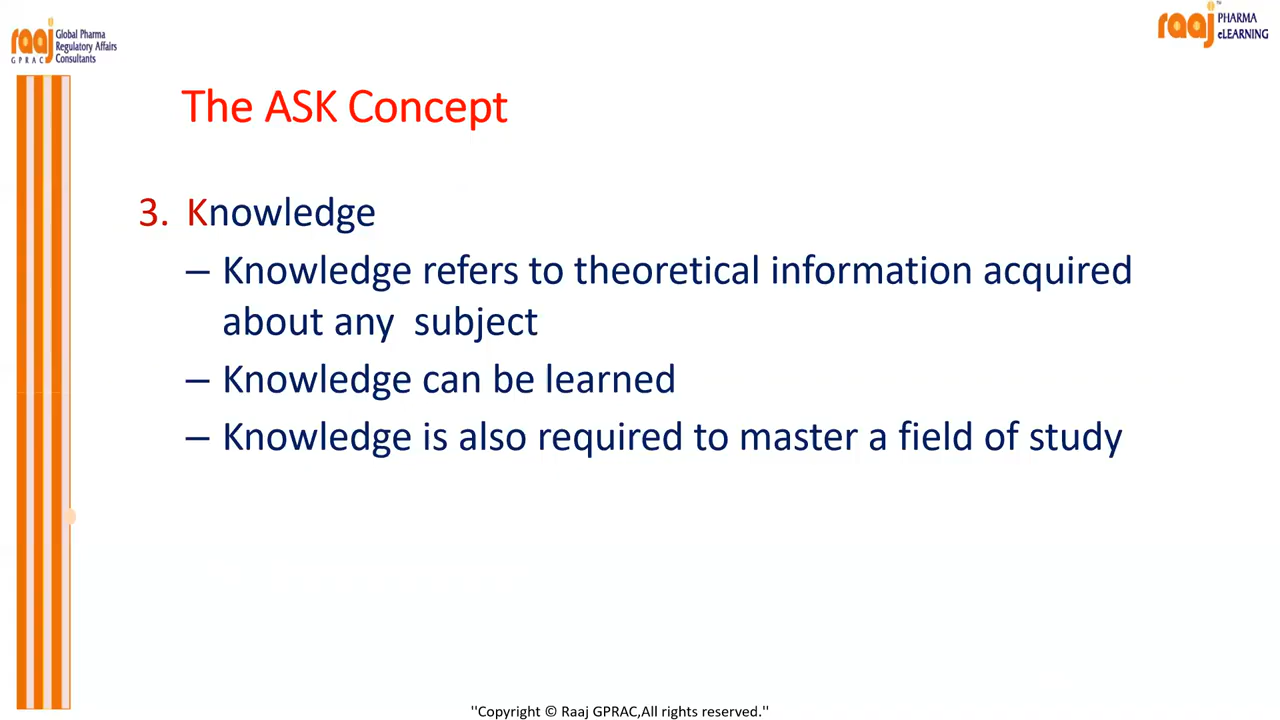 raaj Global Pharma
Regulatory Affairs
Consultants
GPRAC
raaj PHARMA
eLEARNING
The ASK Concept
3. Knowledge
– Knowledge refers to theoretical information acquired
about any  subject
– Knowledge can be learned
– Knowledge is also required to master a field of study
"Copyright © Raaj GPRAC,All rights reserved."